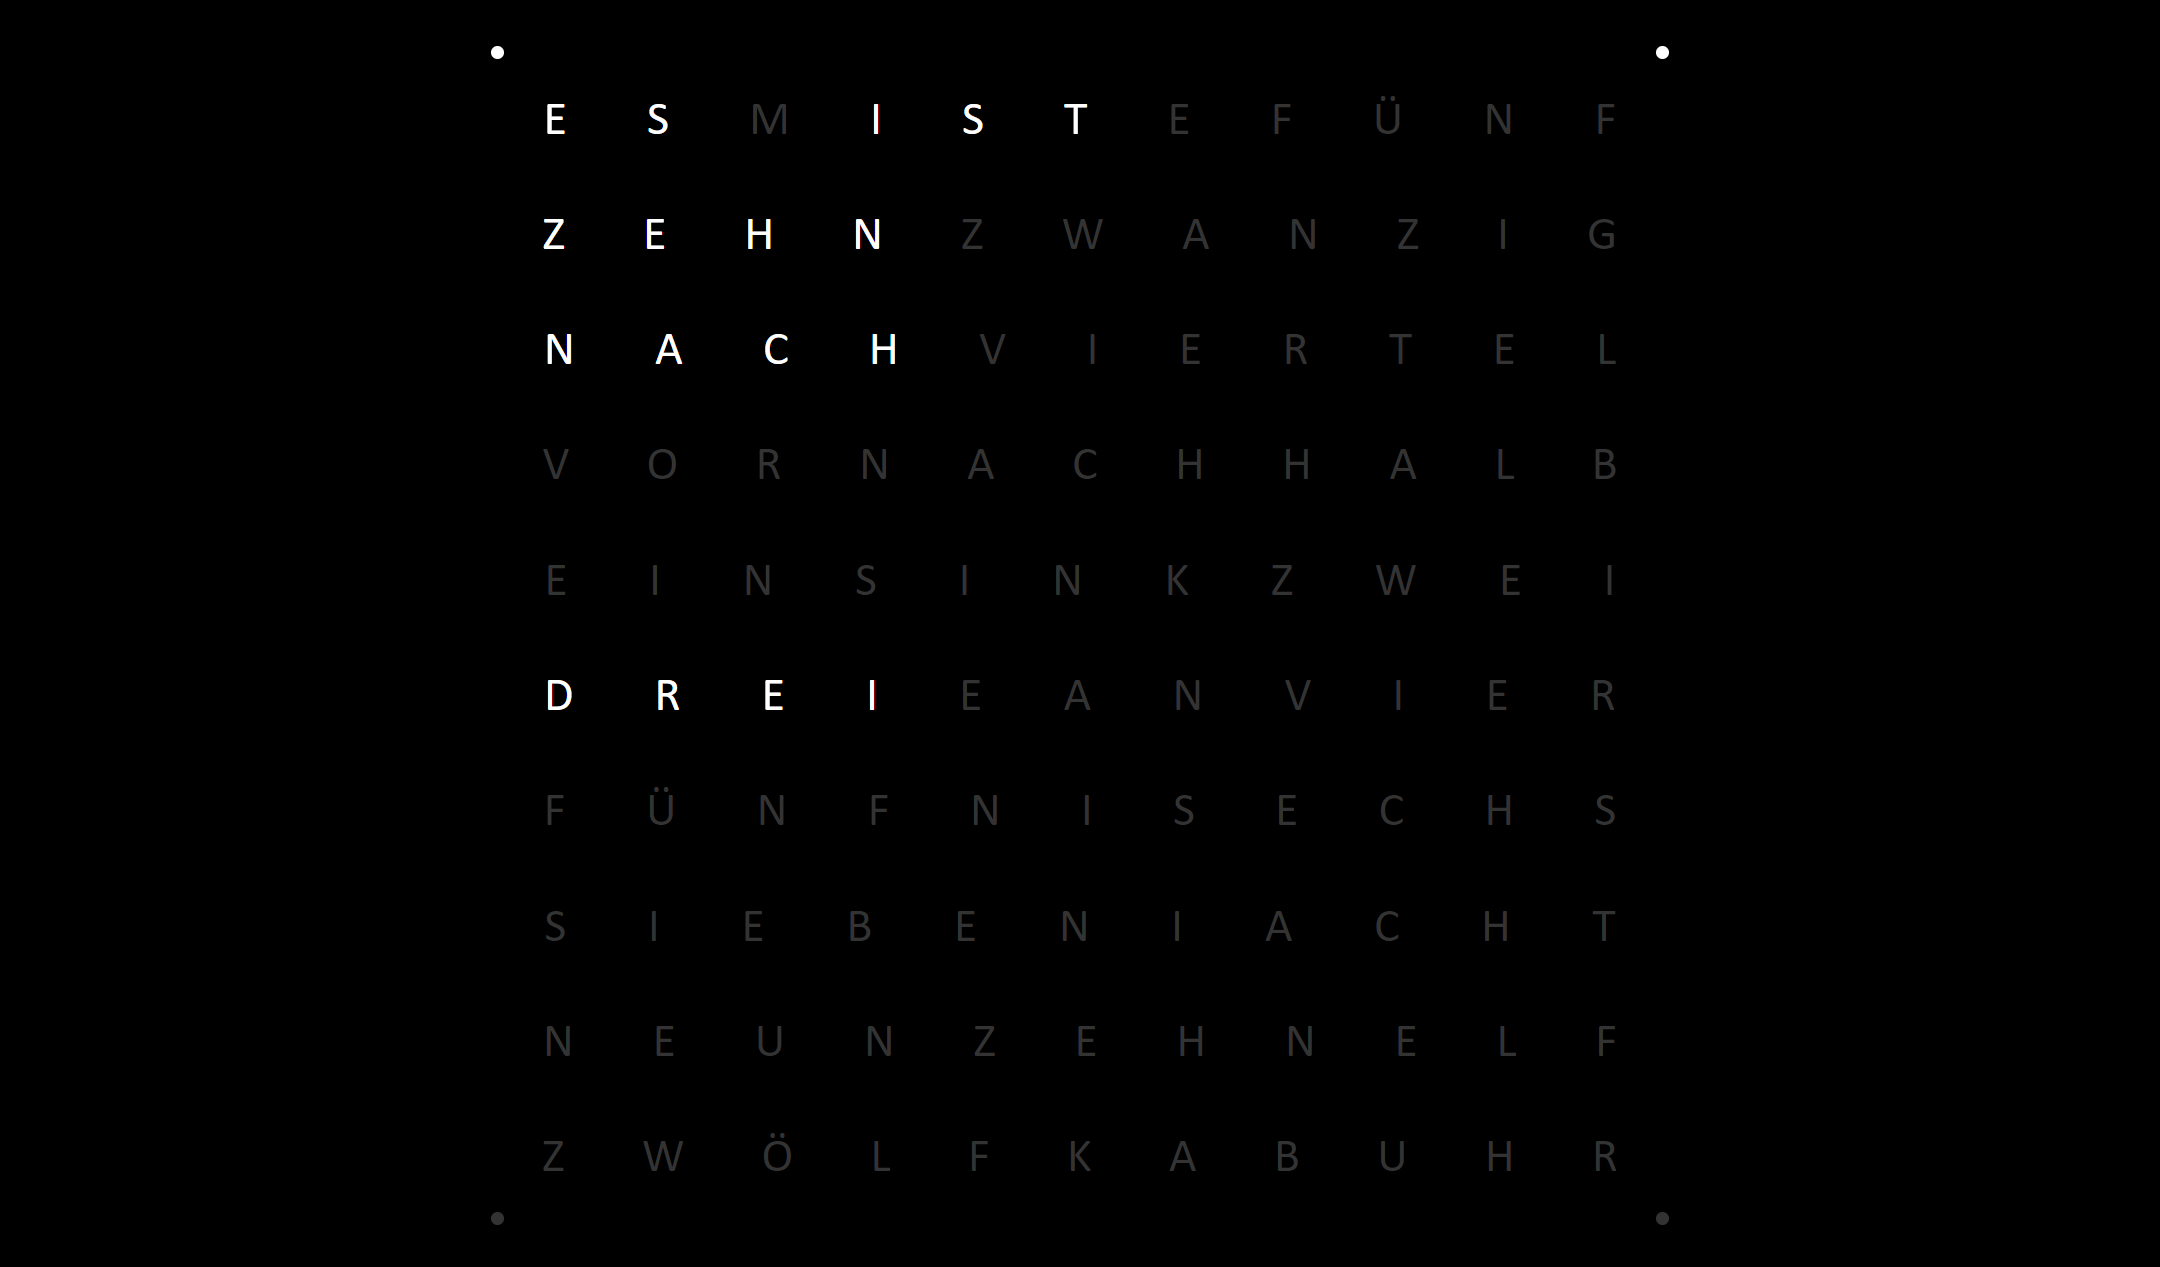 E S M I S T E F Ü N F
Z E H N Z W A N Z I G
N A C H V I E R T E L
V O R N A C H H A L B
E I N S I N K Z W E I
D R E I E A N V I E R
F Ü N F N I S E C H S
S I E B E N I A C H T
N E U N Z E H N E L F
Z W Ö L F K A B U H R